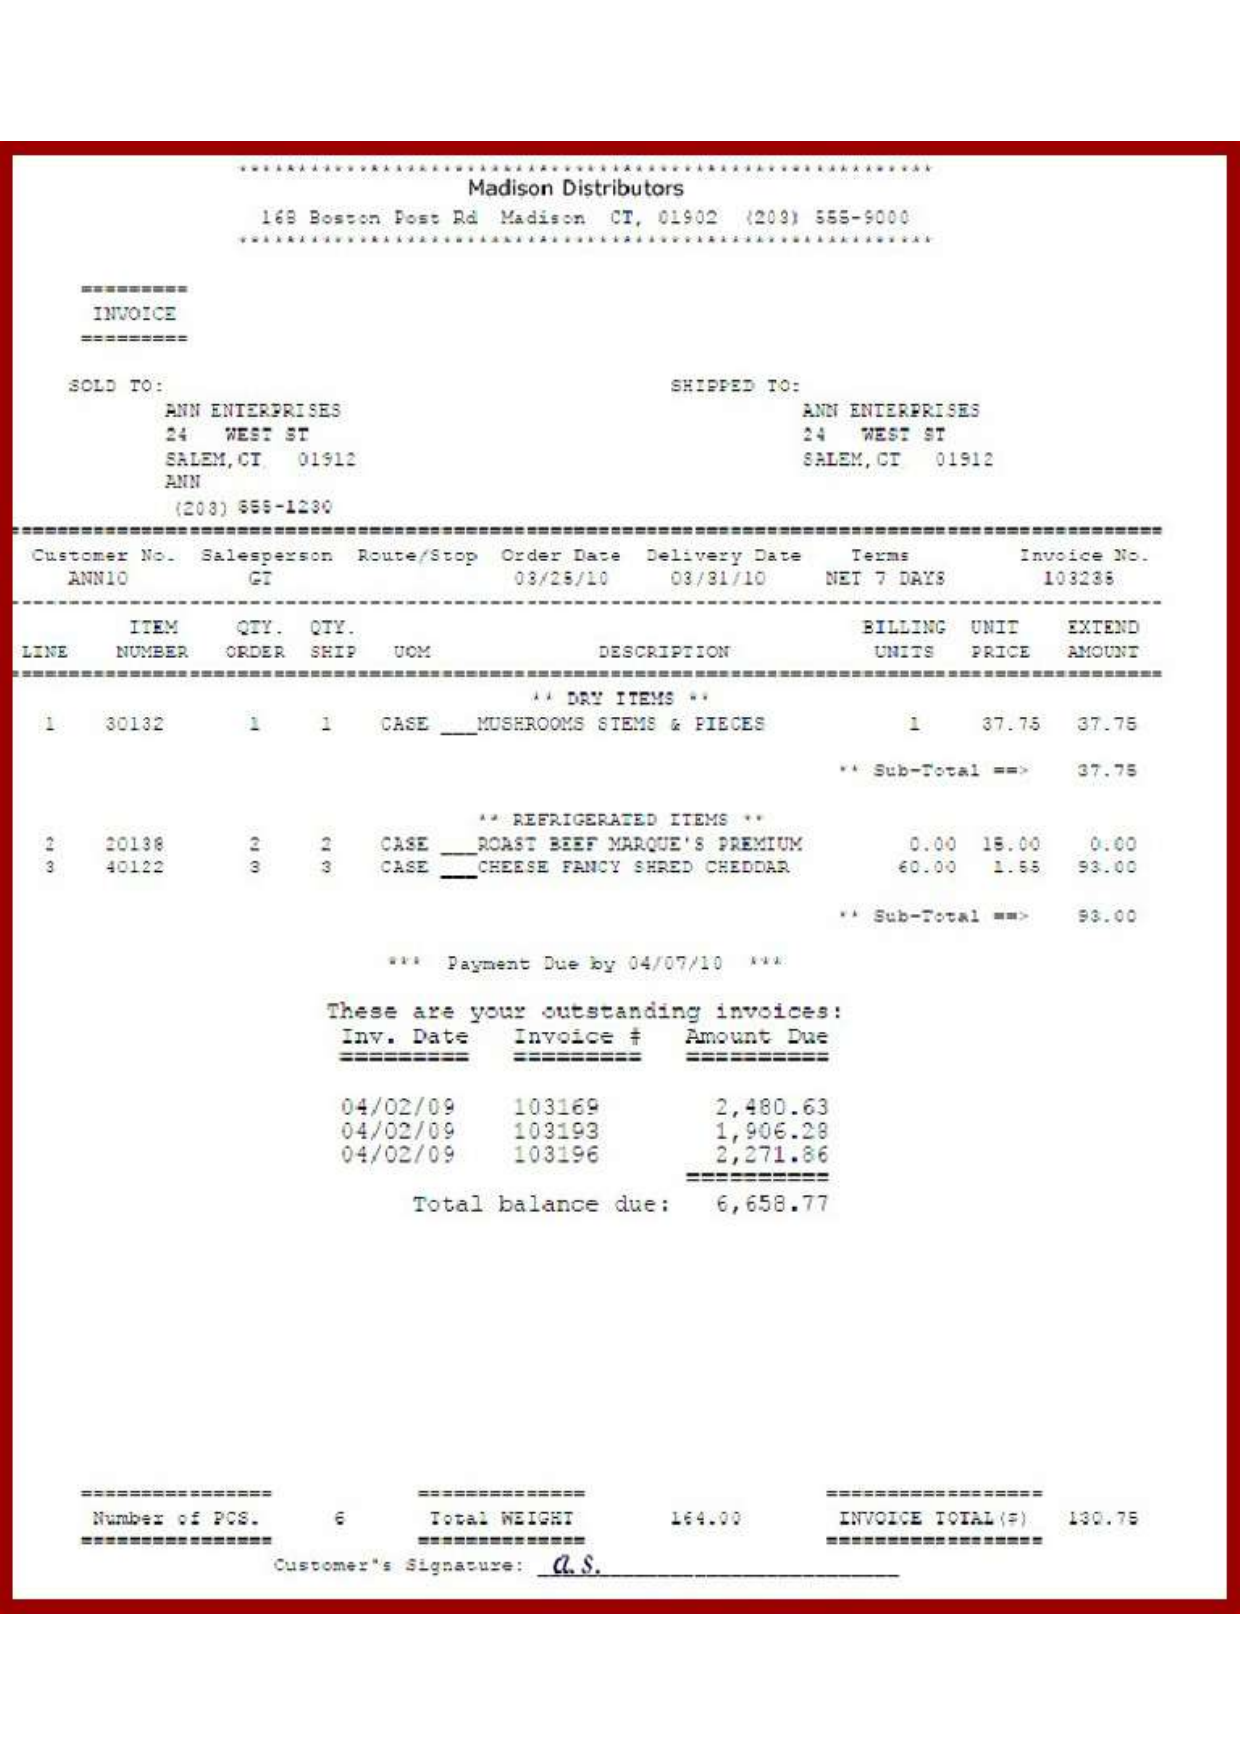 ************************************************************
Madison Distributors
168 Boston Post Rd Madison CT, 01902 (203) 555-9000
************************************************************
=========
INVOICE
=========
SOLD TO: SHIPPED TO:
ANN ENTERPRISES ANN ENTERPRISES
24 WEST ST 24 WEST ST
SALEM, CT 01912 SALEM, CT 01912
ANN
(203) 555-1230
Customer No. Salesperson Route/Stop Order Date Delivery Date Terms Invoice No.
ANN10 GT 03/25/10 03/31/10 NET 7 DAYS 103235
ITEM QTY. QTY. BILLING UNIT EXTEND
LINE NUMBER ORDER SHIP UOM DESCRIPTION UNITS PRICE AMOUNT
** DRY ITEMS **
1 30132 1 1 CASE ___MUSHROOMS STEMS & PIECES 1 37.75 37.75
** Sub-Total ==> 37.75
** REFRIGERATED ITEMS **
2 20138 2 2 CASE ___ROAST BEEF MARQUE'S PREMIUM 0.00 15.00 0.00
3 40122 3 3 CASE ___CHEESE FANCY SHRED CHEDDAR 60.00 1.55 93.00
** Sub-Total ==> 93.00
*** Payment Due by 04/07/10 ***
These are your outstanding invoices:
Inv. Date Invoice # Amount Due
========= ========= ==========
04/02/09 103169 2,480.63
04/02/09 103193 1,906.28
04/02/09 103196 2,271.86
==========
Total balance due: 6,658.77
================ ============== ==================
Number of PCS. 6 Total WEIGHT 164.00 INVOICE TOTAL($) 130.75
================ ============== ==================
Customer"s Signature: a.s.